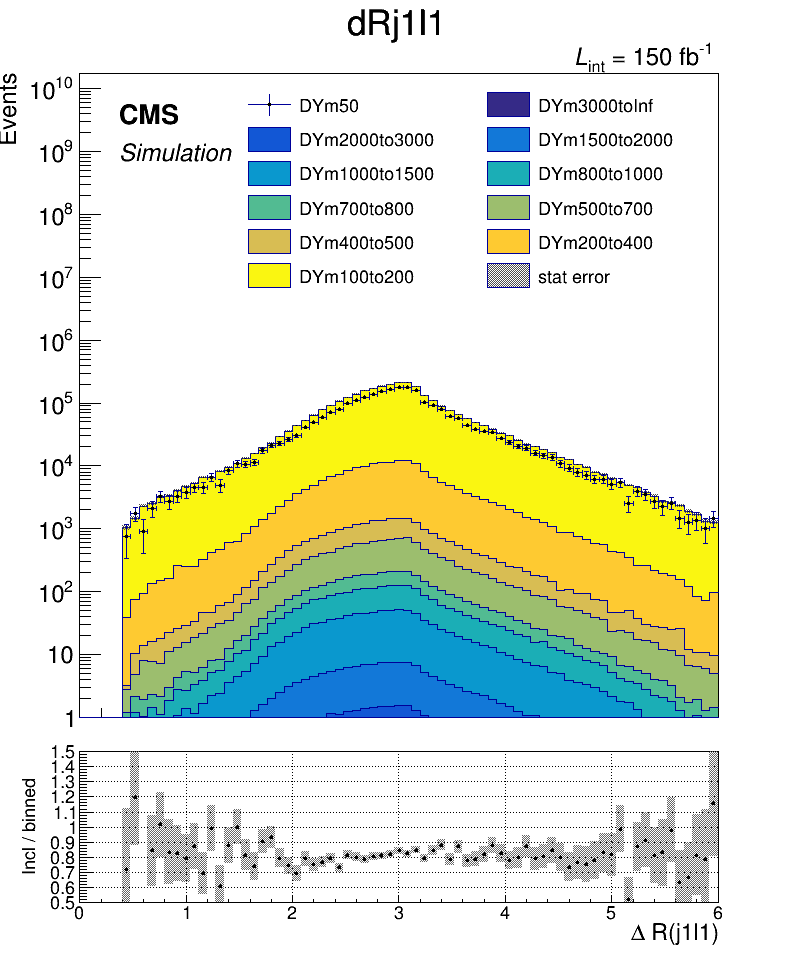 dRj1l1
L_int = 150 fb^-1
Events
CMS
Simulation
DYm50
DYm3000toInf
DYm2000to3000
DYm1500to2000
DYm1000to1500
DYm800to1000
DYm700to800
DYm500to700
DYm400to500
DYm200to400
DYm100to200
stat error
10^10
10^9
10^8
10^7
10^6
10^5
10^4
10^3
10^2
10
1
Incl / binned
1.5
1.4
1.3
1.2
1.1
1
0.9
0.8
0.7
0.6
0.5
0 1 2 3 4 5 6
Δ R(j1l1)